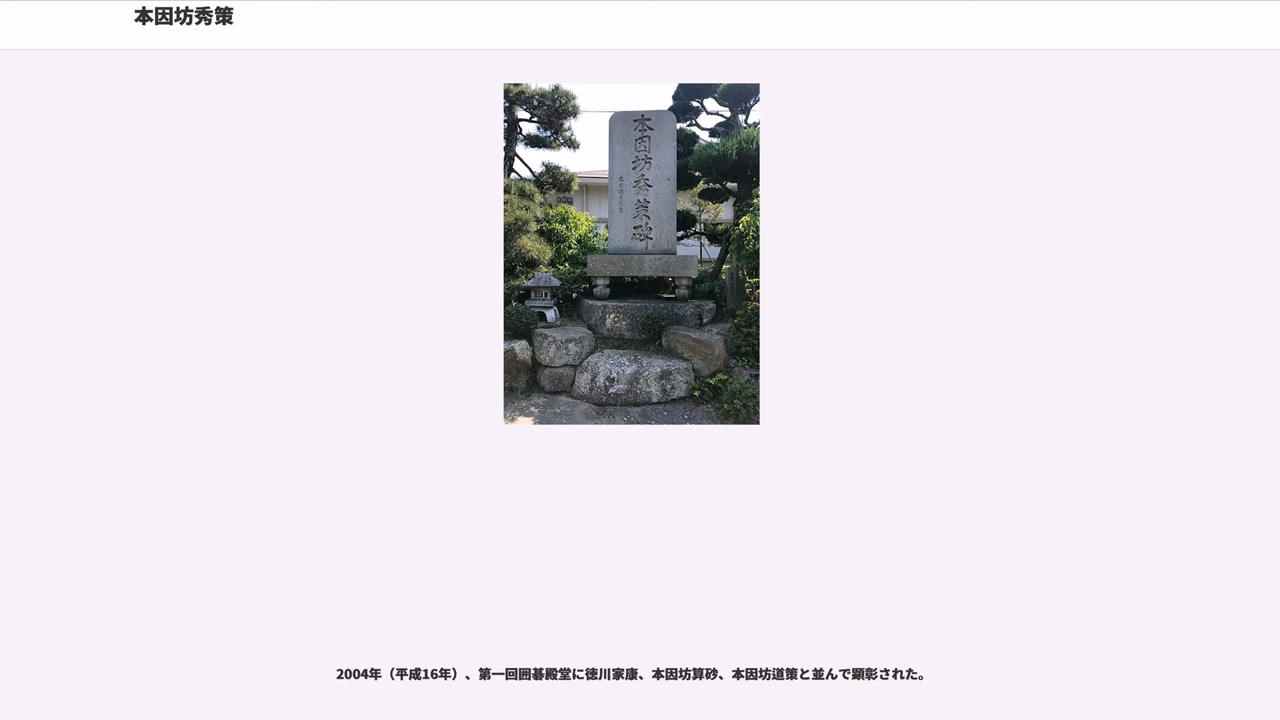 本因坊秀策
本因坊秀策碑
2004年（平成16年）、第一回囲碁殿堂に徳川家康、本因坊算砂、本因坊道策と並んで顕彰された。